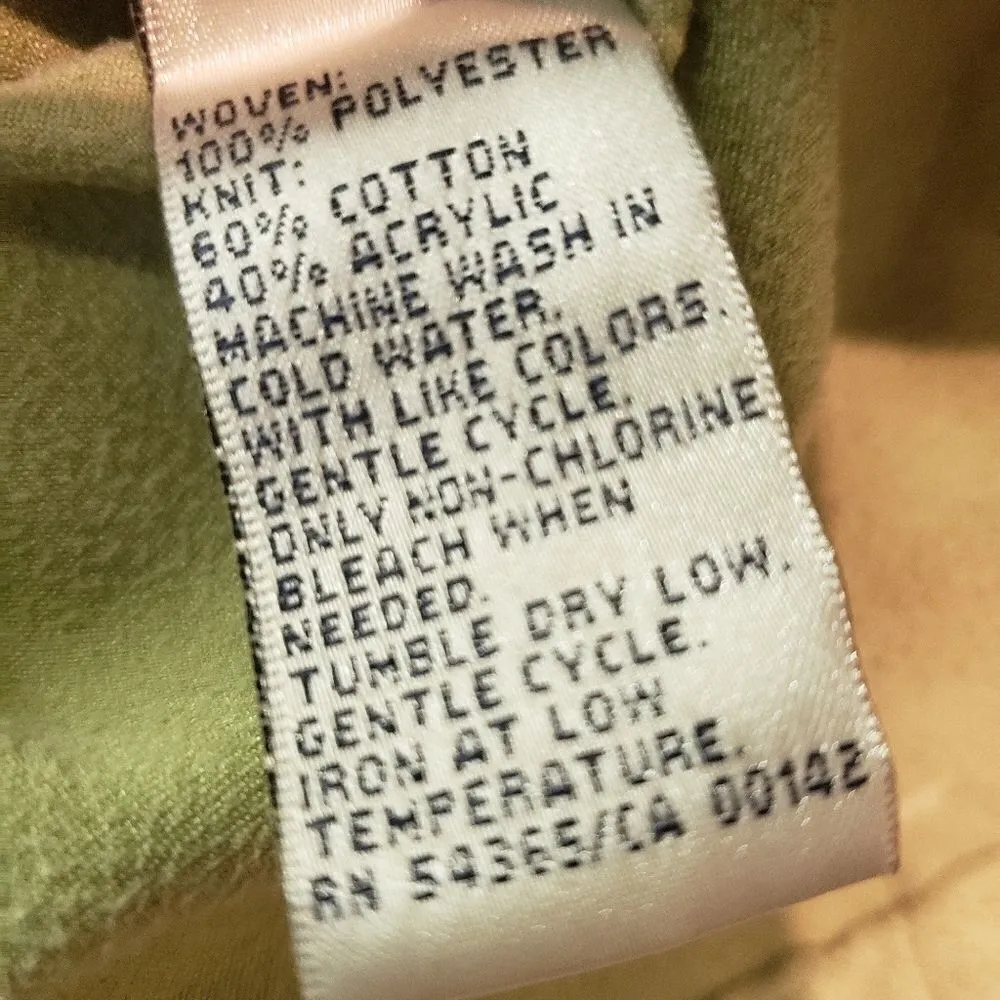 WOVEN:
100% POLYESTER
KNIT:
60% COTTON
40% ACRYLIC
MACHINE WASH IN
COLD WATER.
WITH LIKE COLORS.
GENTLE CYCLE.
ONLY NON-CHLORINE
BLEACH WHEN
NEEDED.
TUMBLE DRY LOW.
GENTLE CYCLE.
IRON AT LOW
TEMPERATURE.
RN 54365/CA 00142